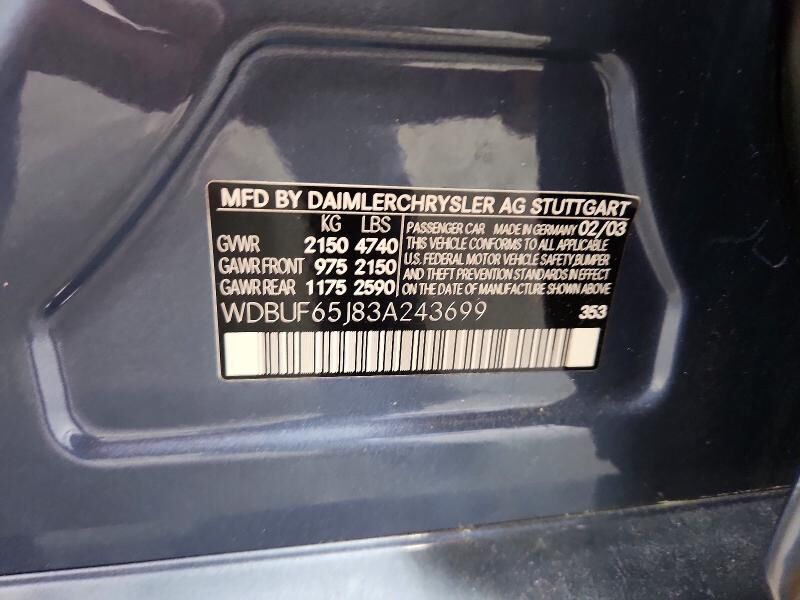 MFD BY DAIMLERCHRYSLER AG STUTTGART
KG LBS
GVWR 2150 4740
GAWR FRONT 975 2150
GAWR REAR 1175 2590
PASSENGER CAR MADE IN GERMANY 02/03
THIS VEHICLE CONFORMS TO ALL APPLICABLE
U.S. FEDERAL MOTOR VEHICLE SAFETY, BUMPER
AND THEFT PREVENTION STANDARDS IN EFFECT
ON THE DATE OF MANUFACTURE SHOWN ABOVE
WDBUF65J83A243699 353